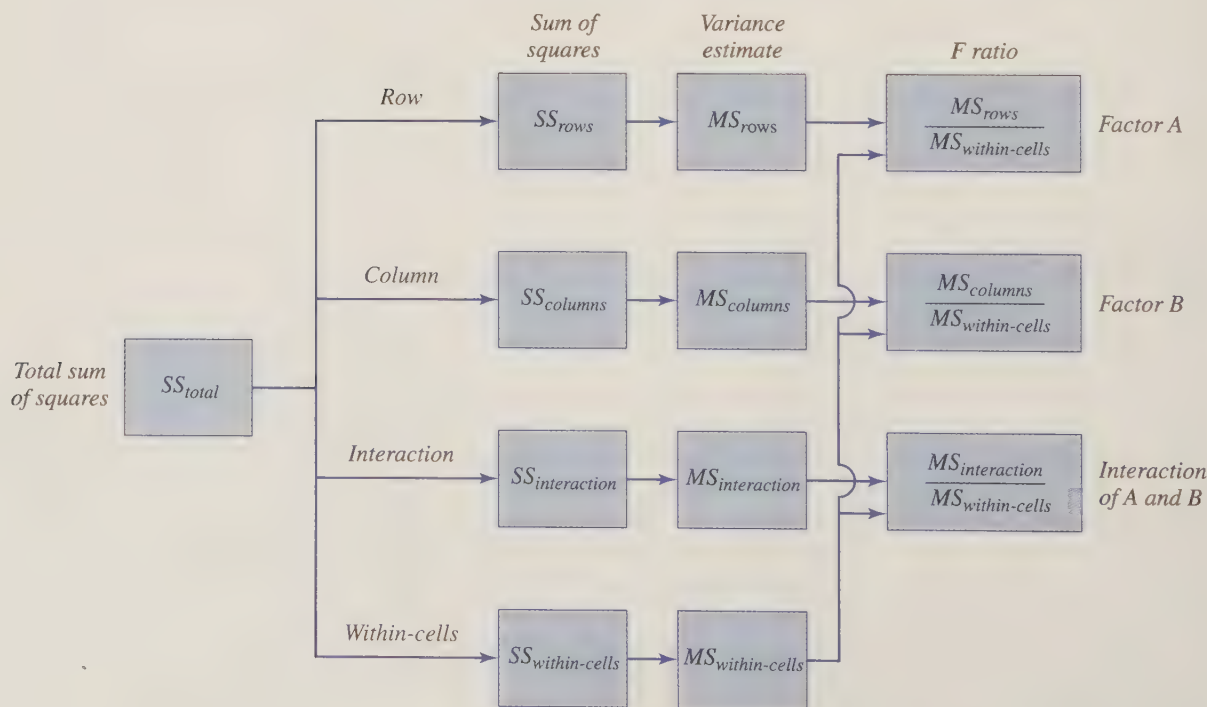 Sum of
squares
Variance
estimate
F ratio
Row
SSrows
MSrows
MSrows
MSwithin-cells
Factor A
Column
SScolumns
MScolumns
MScolumns
MSwithin-cells
Factor B
Total sum
of squares
SStotal
Interaction
SSinteraction
MSinteraction
MSinteraction
MSwithin-cells
Interaction
of A and B
Within-cells
SSwithin-cells
MSwithin-cells